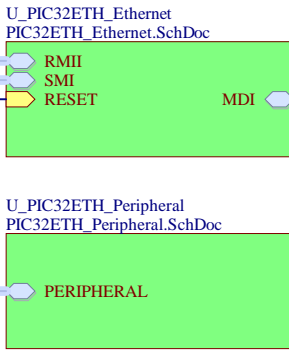 U_PIC32ETH_Ethernet
PIC32ETH_Ethernet.SchDoc
RMII
SMI
RESET MDI
U_PIC32ETH_Peripheral
PIC32ETH_Peripheral.SchDoc
PERIPHERAL